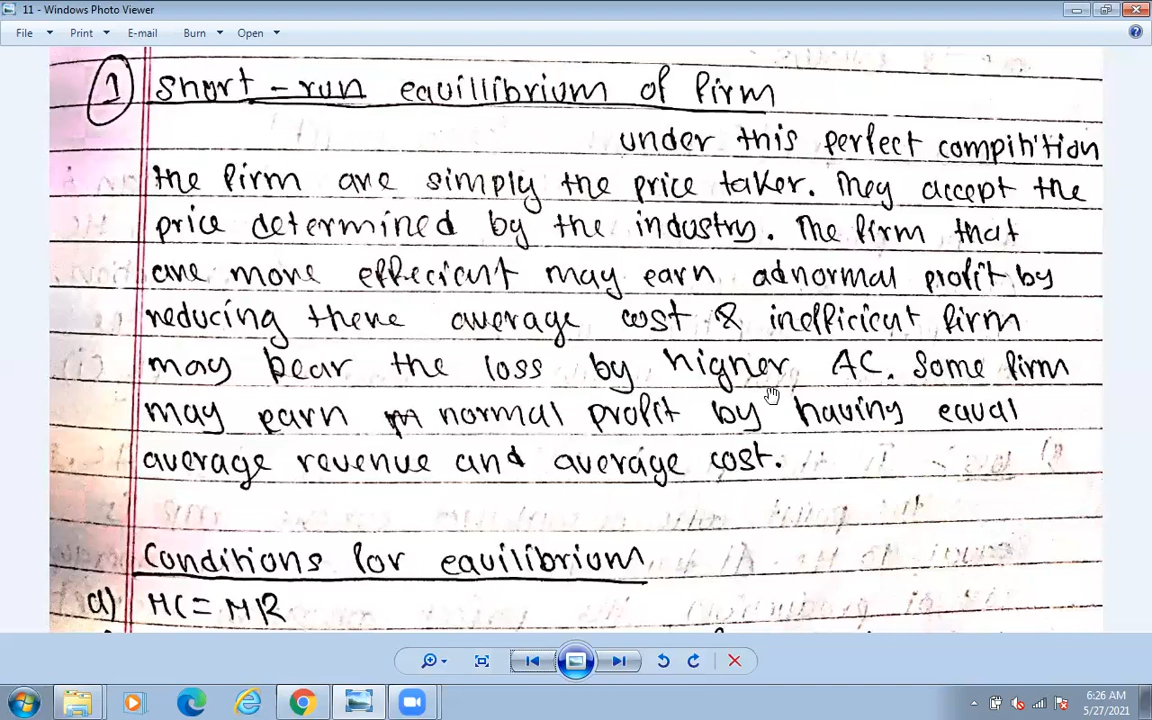 11 - Windows Photo Viewer
File Print E-mail Burn Open
1 Short-run equillibrium of firm
under this perfect compitition
the firm are simply the price taker. They accept the
price determined by the industry. The firm that
are more effecient may earn adnormal profit by
reducing there average cost & inefficient firm
may bear the loss by higher AC. Some firm
may earn normal profit by having equal
average revenue and average cost.
Conditions for equilibrium
a) MC = MR
6:26 AM
5/27/2021